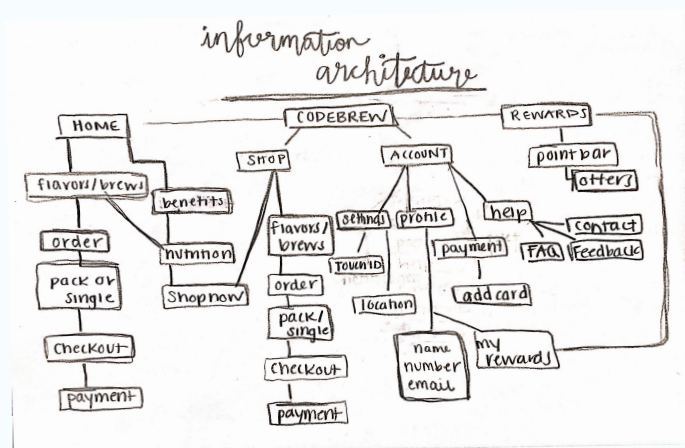 information
architecture
HOME
CODEBREW
REWARDS
SHOP
ACCOUNT
point bar
offers
flavors/brews
benefits
settings
profile
help
contact
flavors/
brews
order
nutrition
payment
FAQ
Feedback
TOUCH ID
pack or
single
Shop now
order
location
add card
pack/
single
checkout
name
number
email
my
rewards
checkout
payment
payment